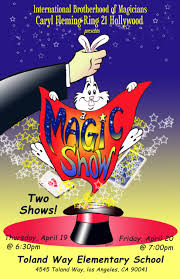 International Brotherhood of Magicians
Caryl Fleming Ring 21 Hollywood
presents
MAGIC
SHOW
Two
Shows!
Thursday, April 19
@ 6:30pm
Friday, April 20
@ 7:00pm
Toland Way Elementary School
4545 Toland Way, los Angeles, CA 90041